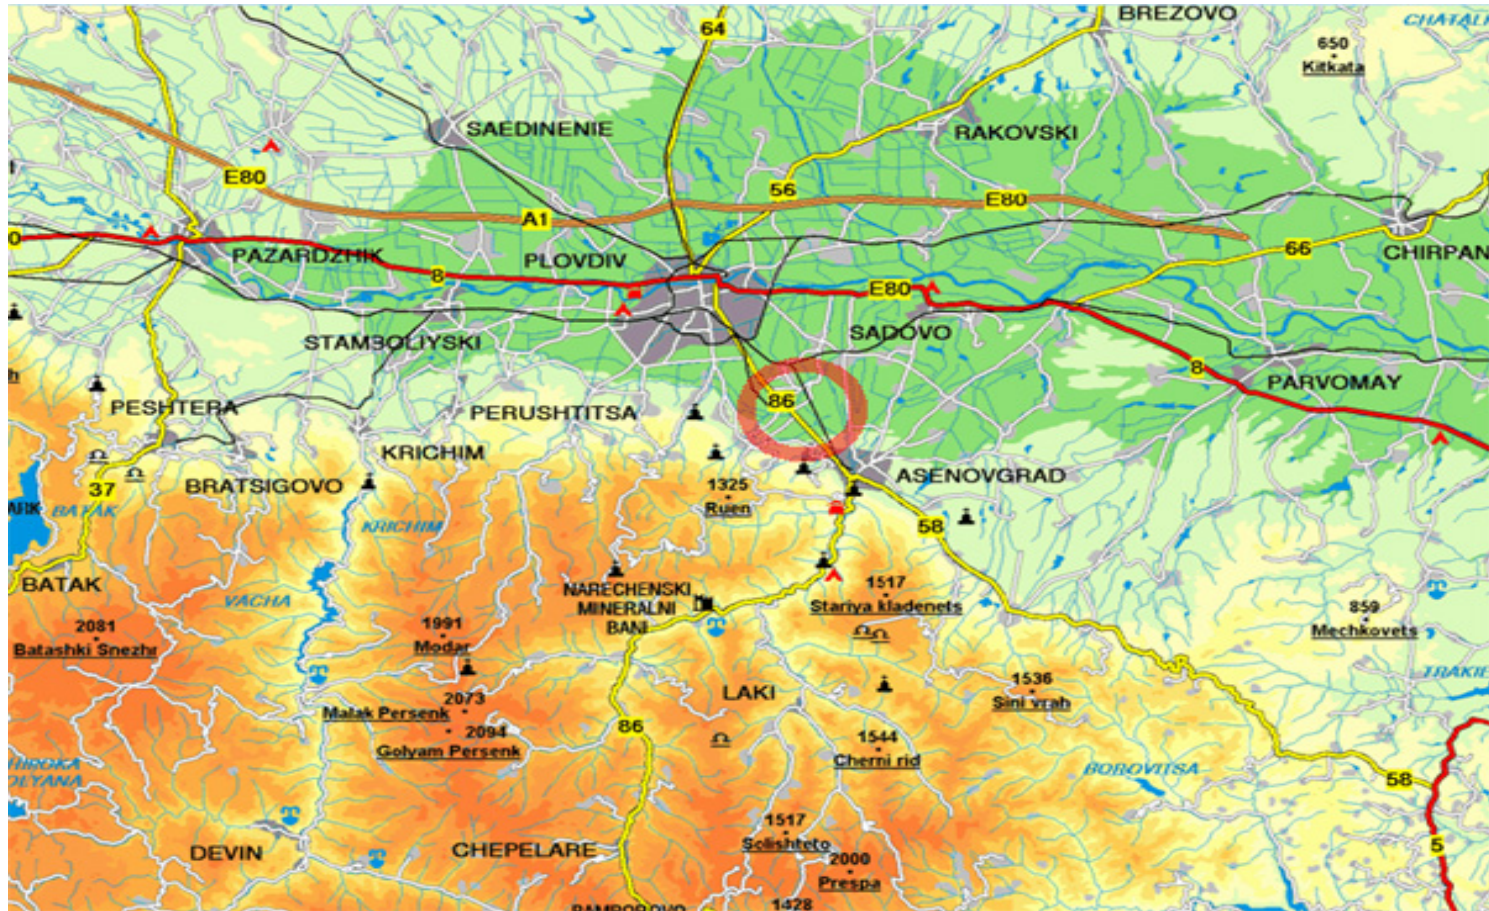 64
BREZOVO
650
Kitkata
SAEDINENIE
RAKOVSKI
E80
56
E80
A1
66
CHIRPAN
PAZARDZHIK
PLOVDIV
8
E80
STAMBOLIYSKI
SADOVO
8
PARVOMAY
PESHTERA
PERUSHTITSA
86
KRICHIM
ASENOVGRAD
BRATSIGOVO
37
1325
Ruen
BATAK
KRICHIM
58
BATAK
VACHA
NARECHENSKI
MINERALNI
BANI
1517
Stariya kladenets
859
Mechkovets
2081
Batashki Snezhi
1991
Modar
1536
Sini vrah
2073
Malak Persenk
LAKI
2094
Golyam Persenk
86
1544
Cherni rid
BOROVITSA
58
5
1517
Solishteto
DEVIN
CHEPELARE
2000
Prespa
1428